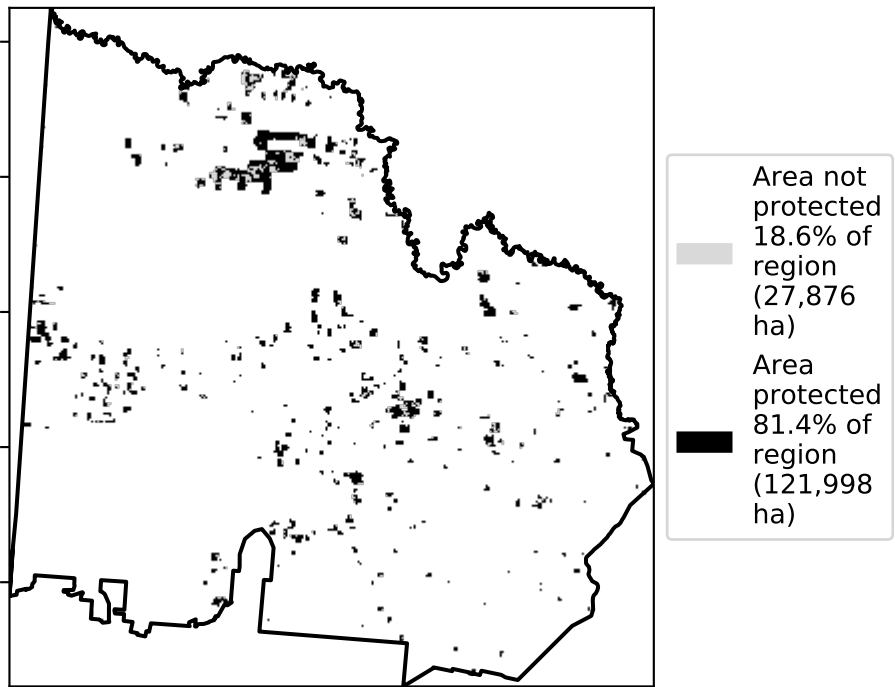 Area not
protected
18.6% of
region
(27,876
ha)
Area
protected
81.4% of
region
(121,998
ha)